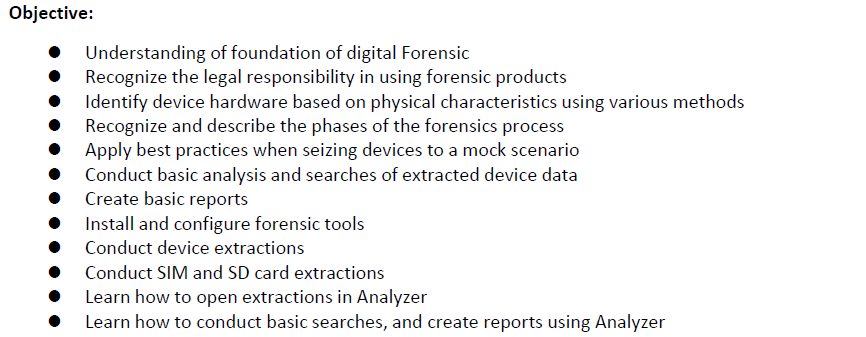 Objective:
● Understanding of foundation of digital Forensic
● Recognize the legal responsibility in using forensic products
● Identify device hardware based on physical characteristics using various methods
● Recognize and describe the phases of the forensics process
● Apply best practices when seizing devices to a mock scenario
● Conduct basic analysis and searches of extracted device data
● Create basic reports
● Install and configure forensic tools
● Conduct device extractions
● Conduct SIM and SD card extractions
● Learn how to open extractions in Analyzer
● Learn how to conduct basic searches, and create reports using Analyzer